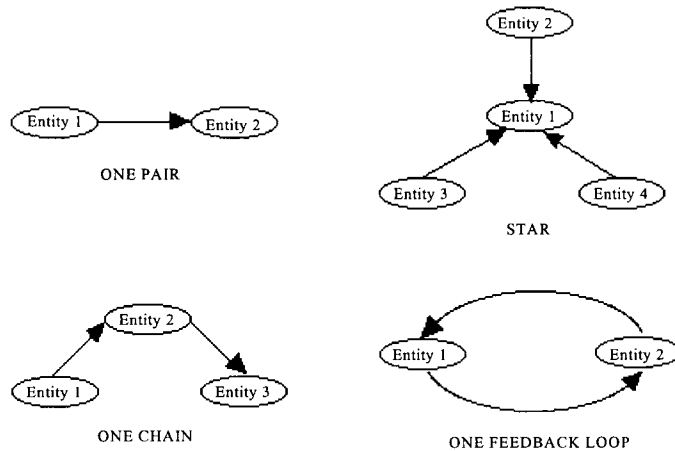 Entity 1
Entity 2
ONE PAIR
Entity 2
Entity 1
Entity 3
Entity 4
STAR
Entity 2
Entity 1
Entity 3
ONE CHAIN
Entity 1
Entity 2
ONE FEEDBACK LOOP